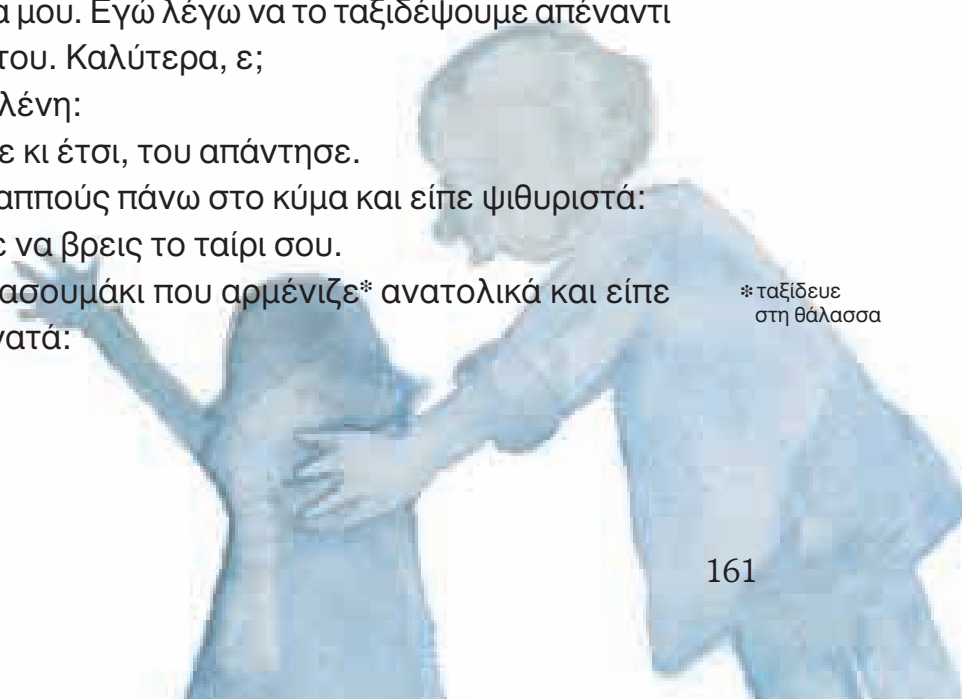 α μου. Εγώ λέγω να το ταξιδέψουμε απέναντι
του. Καλύτερα, ε;
λένη:
ε κι έτσι, του απάντησε.
αππούς πάνω στο κύμα και είπε ψιθυριστά:
ε να βρεις το ταίρι σου.
ασουμάκι που αρμένιζε* ανατολικά και είπε
νατά:
* ταξίδευε
στη θάλασσα
161